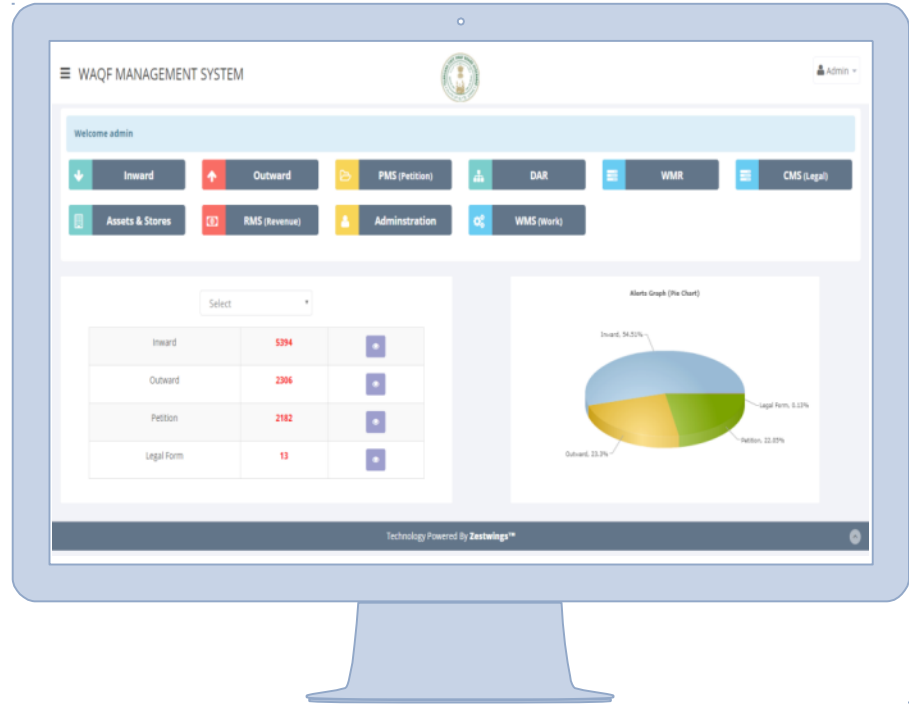 WAQF MANAGEMENT SYSTEM
Admin
Welcome admin
Inward
Outward
PMS (Petition)
DAR
WMR
CMS (Legal)
Assets & Stores
RMS (Revenue)
Adminstration
WMS (Work)
Select
Inward 5394
Outward 2306
Petition 2182
Legal Form 13
Alerts Graph (Pie Chart)
Inward, 54.51%
Legal Form, 0.13%
Petition, 22.05%
Outward, 23.3%
Technology Powered By Zestwings™